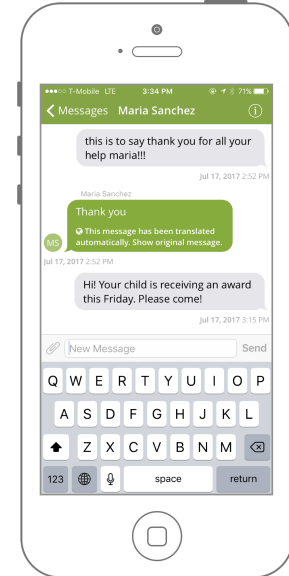 T-Mobile LTE 3:34 PM 71%
Messages Maria Sanchez
this is to say thank you for all your
help maria!!!
Jul 17, 2017 2:52 PM
Maria Sanchez
Thank you
This message has been translated
automatically. Show original message.
MS
Jul 17, 2017 2:52 PM
Hi! Your child is receiving an award
this Friday. Please come!
Jul 17, 2017 3:15 PM
New Message Send
Q W E R T Y U I O P
A S D F G H J K L
Z X C V B N M
123 space return